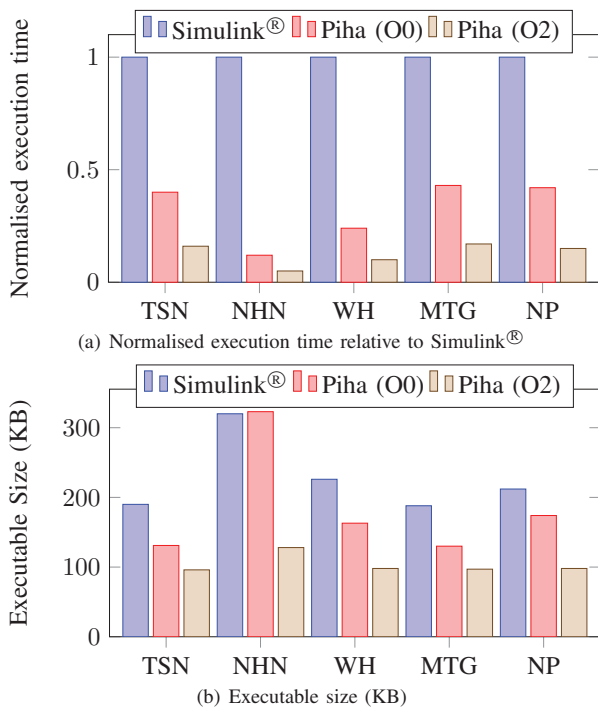 Simulink® Piha (O0) Piha (O2)
Normalised execution time
1
0.5
0
TSN NHN WH MTG NP
(a) Normalised execution time relative to Simulink®
Simulink® Piha (O0) Piha (O2)
Executable Size (KB)
300
200
100
0
TSN NHN WH MTG NP
(b) Executable size (KB)